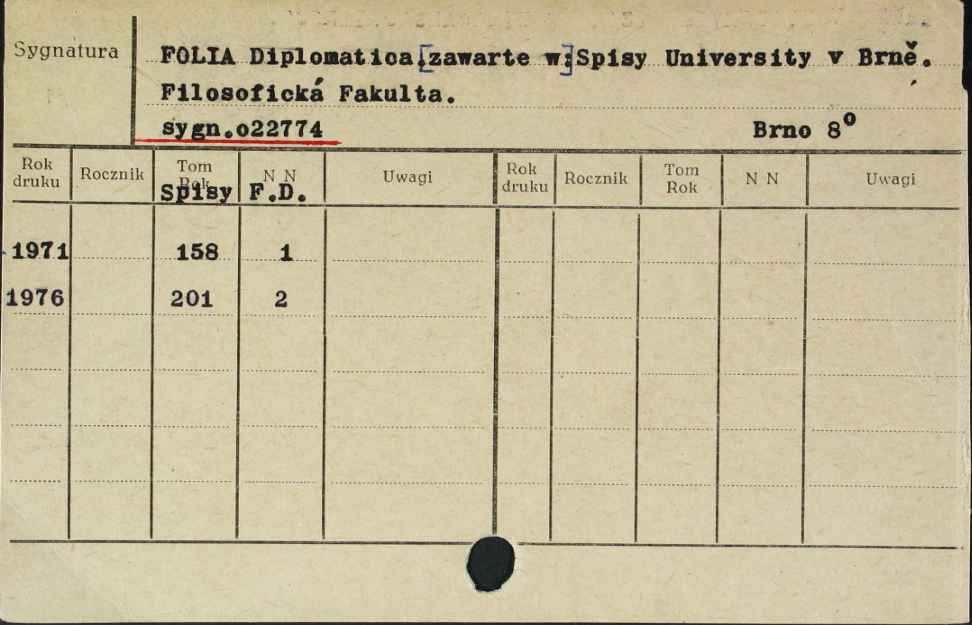 Sygnatura
FOLIA Diplomatica [zawarte w:] Spisy University v Brně.
Filosofická Fakulta.
sygn.o22774 Brno 8⁰
Rok druku Rocznik Tom Rok N N Uwagi Rok druku Rocznik Tom Rok N N Uwagi
Spisy F.D.
1971 158 1
1976 201 2